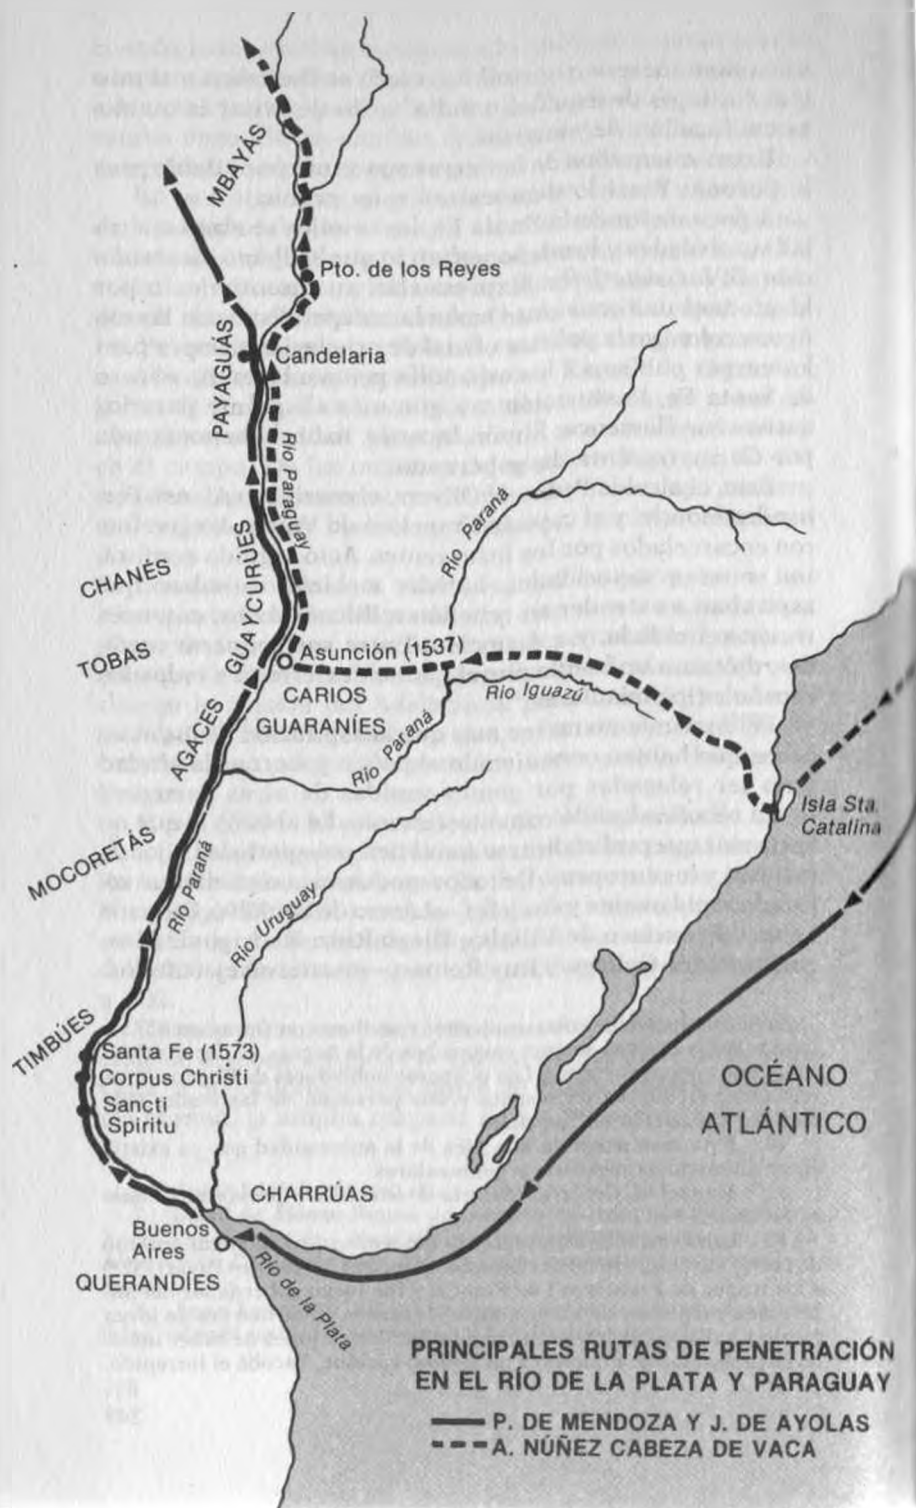 MBAYÁS
Pto. de los Reyes
PAYAGUÁS
Candelaria
Río Paraguay
Río Paraná
CHANÉS
GUAYCURÚES
TOBAS
Asunción (1537)
Río Iguazú
CARIOS
GUARANÍES
AGACES
Río Paraná
Isla Sta.
Catalina
MOCORETÁS
Río Paraná
Río Uruguay
TIMBÚES
Santa Fe (1573)
Corpus Christi
Sancti
Spiritu
OCÉANO
ATLÁNTICO
CHARRÚAS
Buenos
Aires
QUERANDÍES
Río de la Plata
PRINCIPALES RUTAS DE PENETRACIÓN
EN EL RÍO DE LA PLATA Y PARAGUAY
P. DE MENDOZA Y J. DE AYOLAS
A. NÚÑEZ CABEZA DE VACA